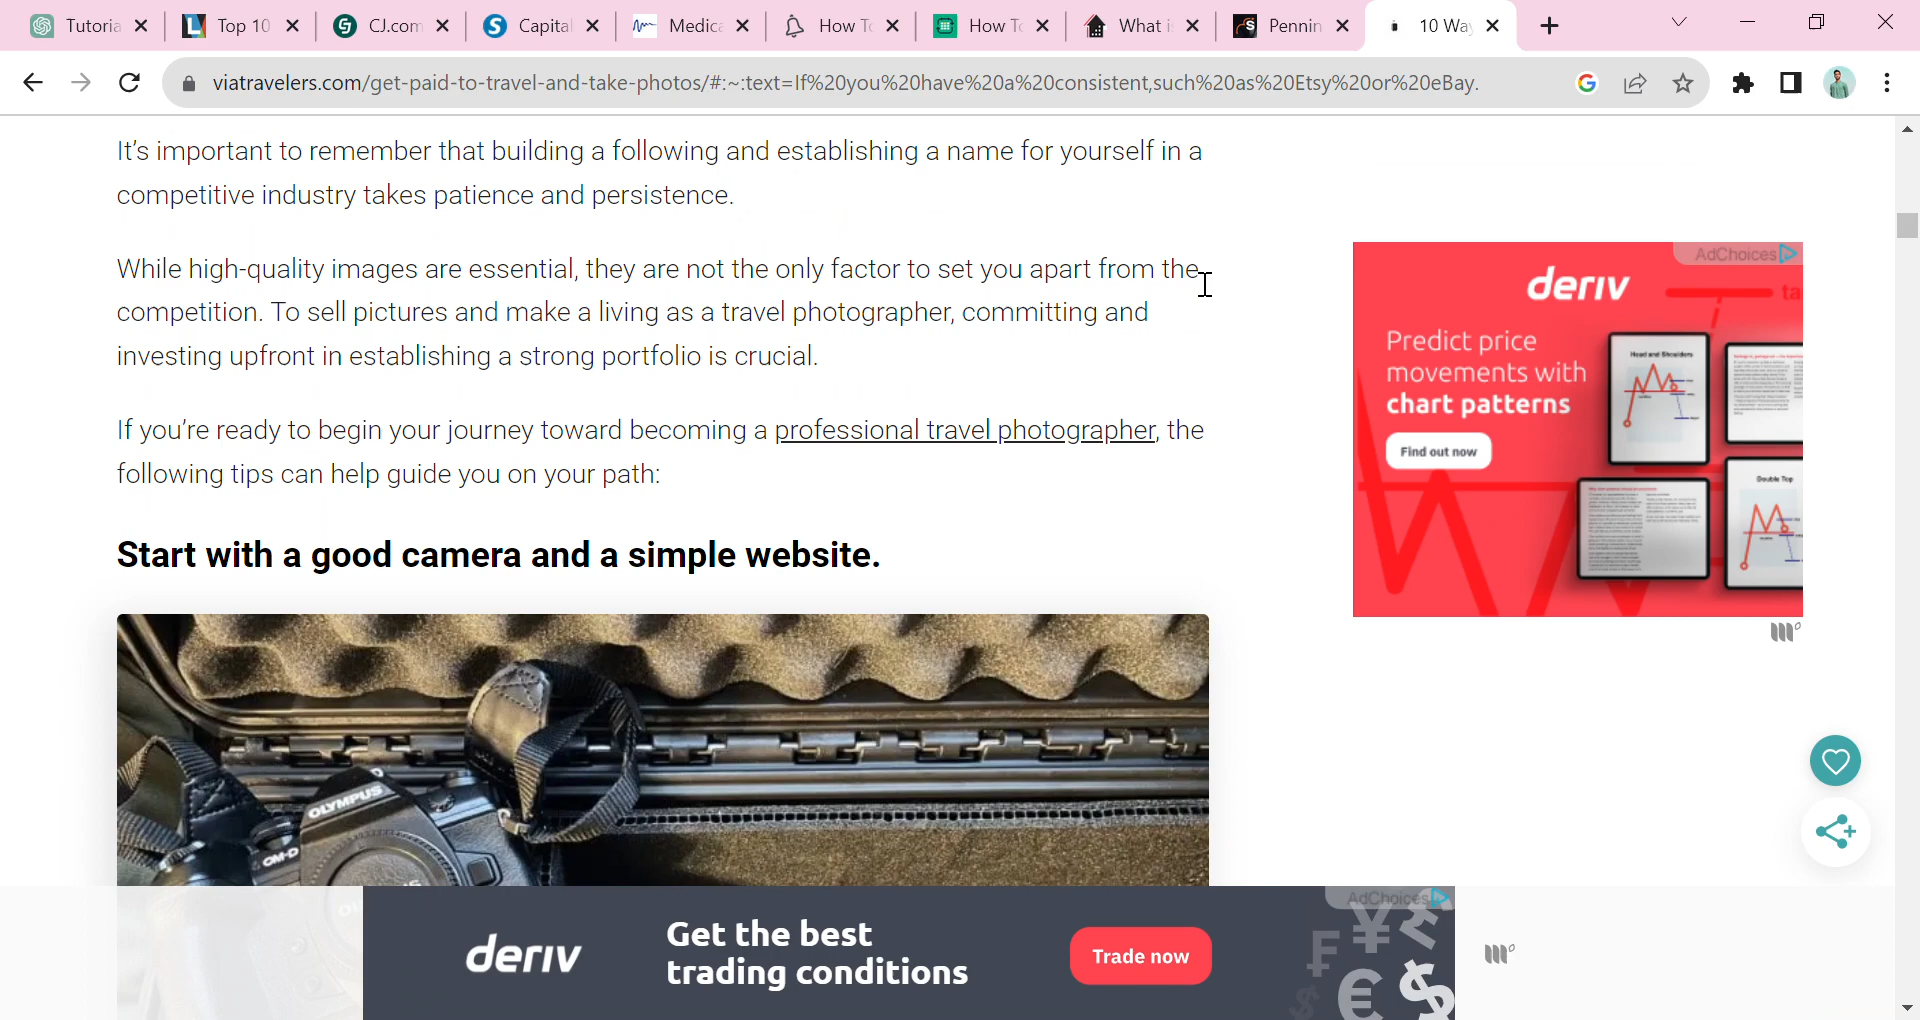 Tutoria
Top 10
CJ.com
Capital
Medica
How To
How To
What i
Pennin
10 Way
viatravelers.com/get-paid-to-travel-and-take-photos/#:~:text=If%20you%20have%20a%20consistent,such%20as%20Etsy%20or%20eBay.
It’s important to remember that building a following and establishing a name for yourself in a
competitive industry takes patience and persistence.
While high-quality images are essential, they are not the only factor to set you apart from the
competition. To sell pictures and make a living as a travel photographer, committing and
investing upfront in establishing a strong portfolio is crucial.
If you’re ready to begin your journey toward becoming a professional travel photographer, the
following tips can help guide you on your path:
Start with a good camera and a simple website.
OLYMPUS
OM-D
AdChoices
deriv
Predict price
movements with
chart patterns
Find out now
Head and Shoulders
Double Top
AdChoices
deriv
Get the best
trading conditions
Trade now